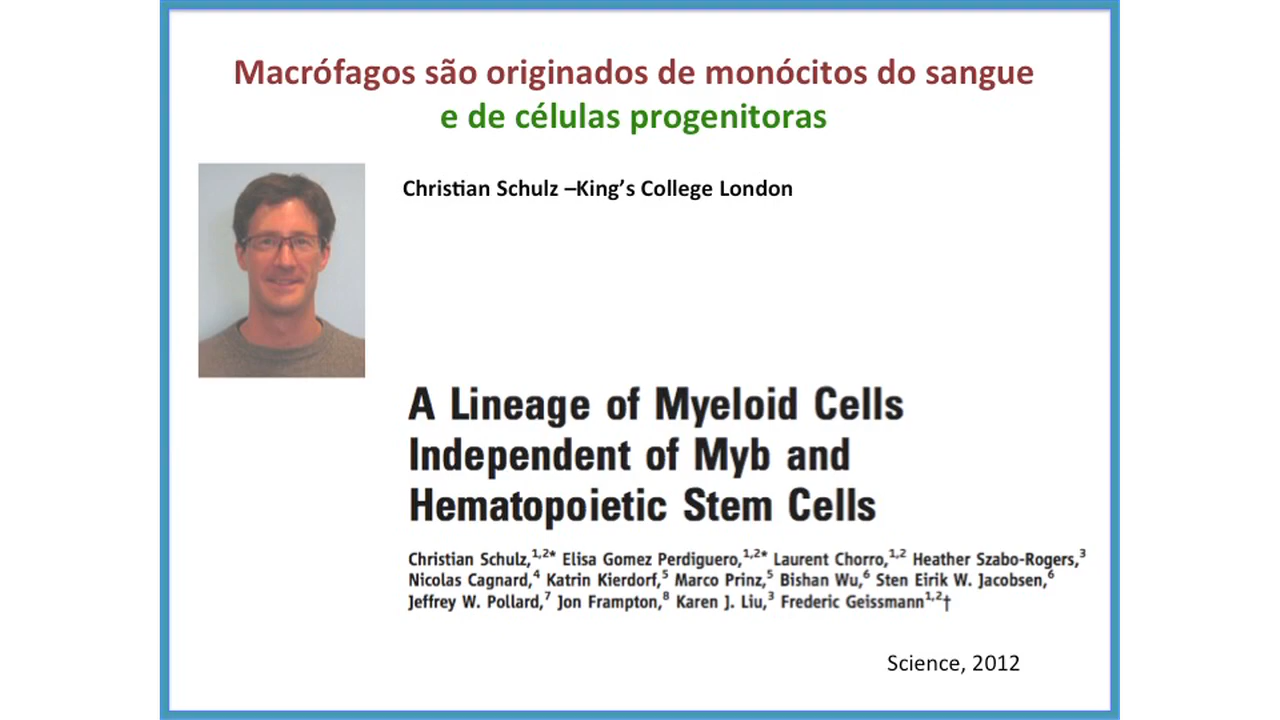 Macrófagos são originados de monócitos do sangue
e de células progenitoras
Christian Schulz –King’s College London
A Lineage of Myeloid Cells
Independent of Myb and
Hematopoietic Stem Cells
Christian Schulz,1,2* Elisa Gomez Perdiguero,1,2* Laurent Chorro,1,2 Heather Szabo-Rogers,3
Nicolas Cagnard,4 Katrin Kierdorf,5 Marco Prinz,5 Bishan Wu,6 Sten Eirik W. Jacobsen,6
Jeffrey W. Pollard,7 Jon Frampton,8 Karen J. Liu,3 Frederic Geissmann1,2†
Science, 2012